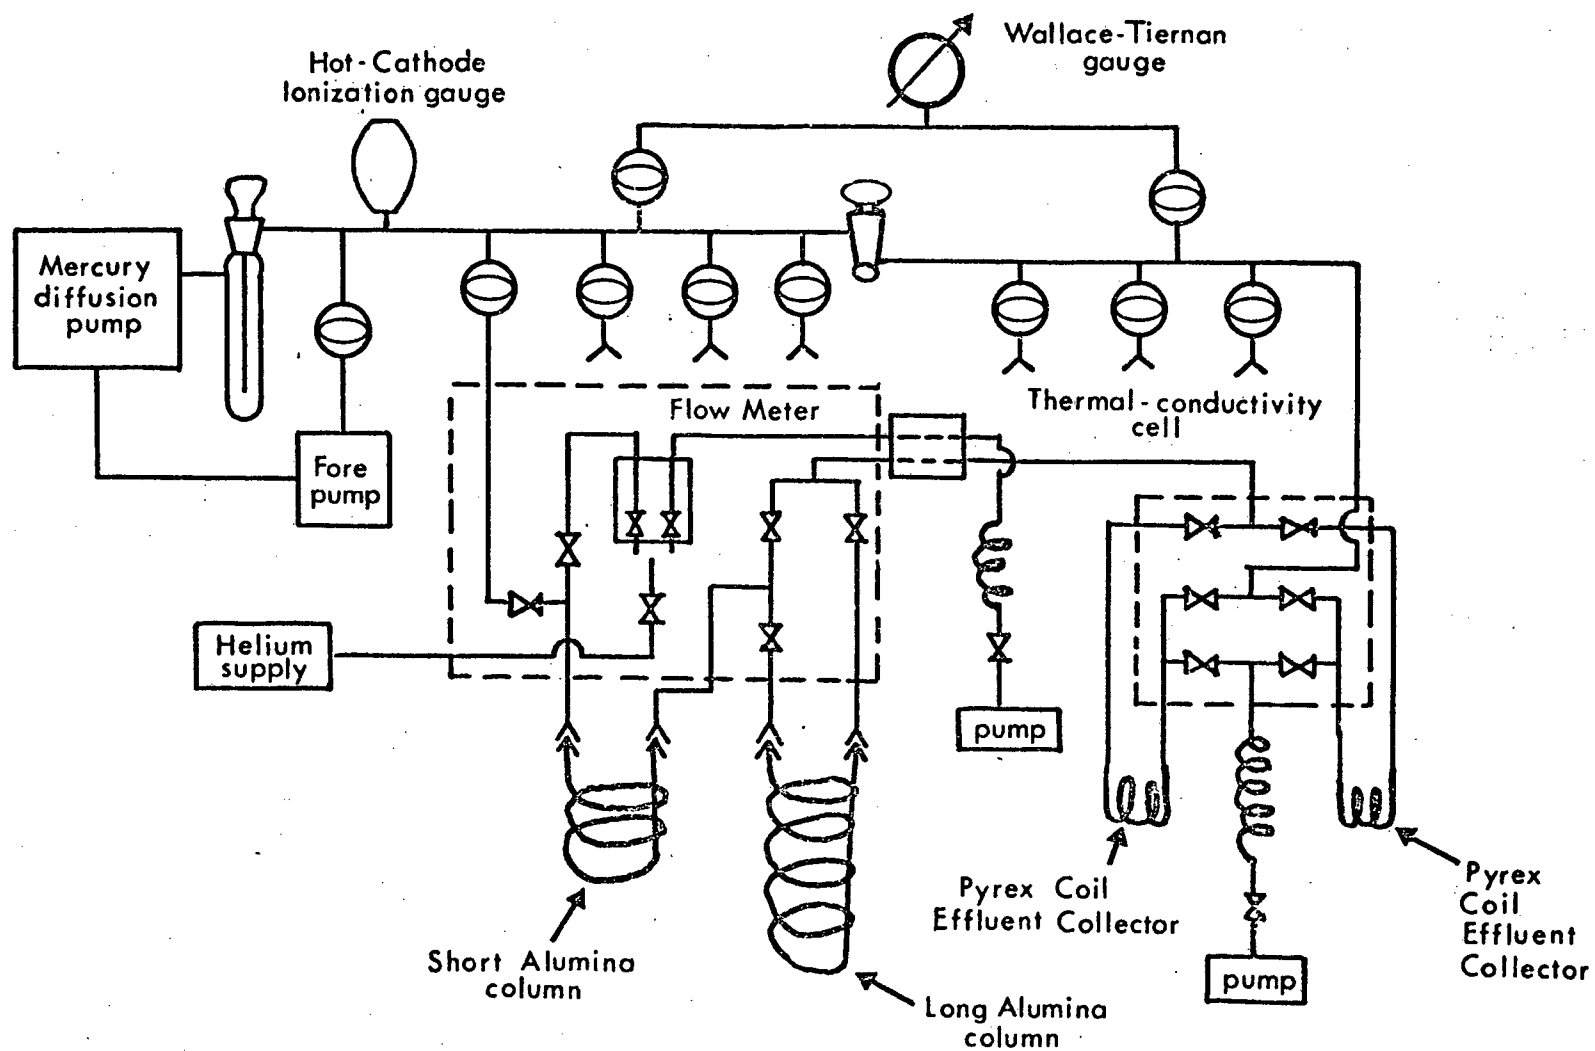 Wallace-Tiernan
gauge
Hot-Cathode
Ionization gauge
Mercury
diffusion
pump
Fore
pump
Flow Meter
Thermal-conductivity
cell
Helium
supply
pump
Pyrex Coil
Effluent Collector
Pyrex
Coil
Effluent
Collector
Short Alumina
column
pump
Long Alumina
column